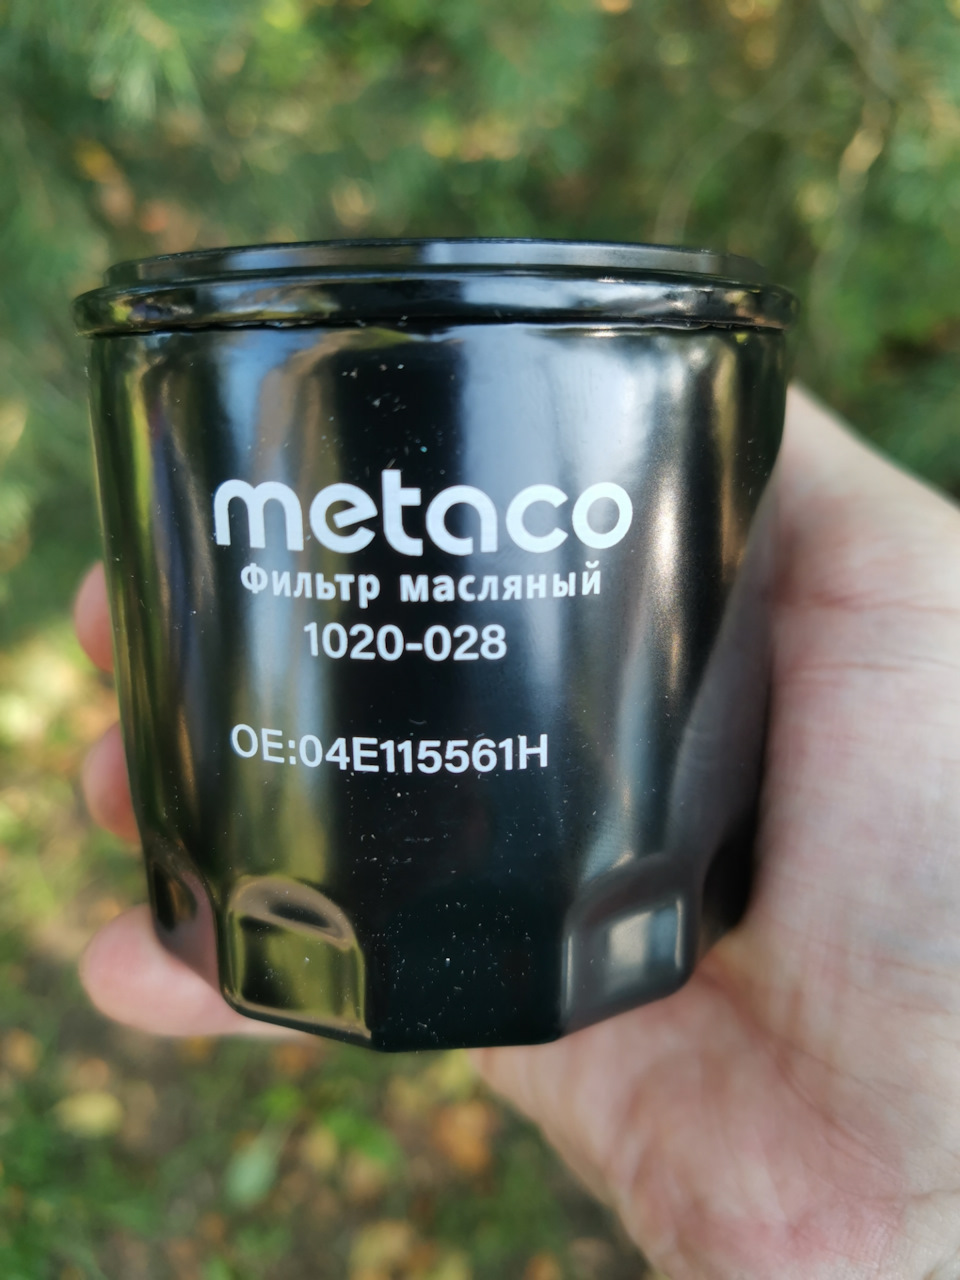 metaco
Фильтр масляный
1020-028
OE:04E115561H